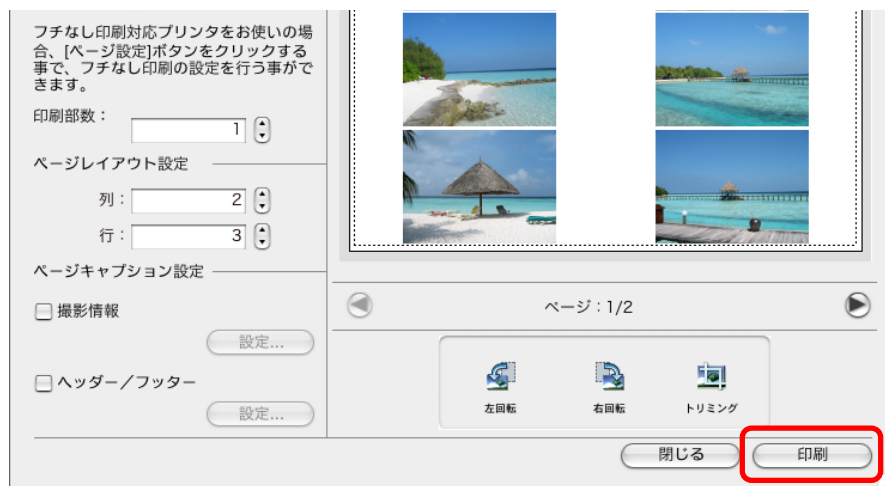 フチなし印刷対応プリンタをお使いの場
合、[ページ設定]ボタンをクリックする
事で、フチなし印刷の設定を行う事がで
きます。
印刷部数：
1
ページレイアウト設定
列： 2
行： 3
ページキャプション設定
撮影情報
設定...
ヘッダー／フッター
設定...
ページ：1/2
左回転 右回転 トリミング
閉じる 印刷